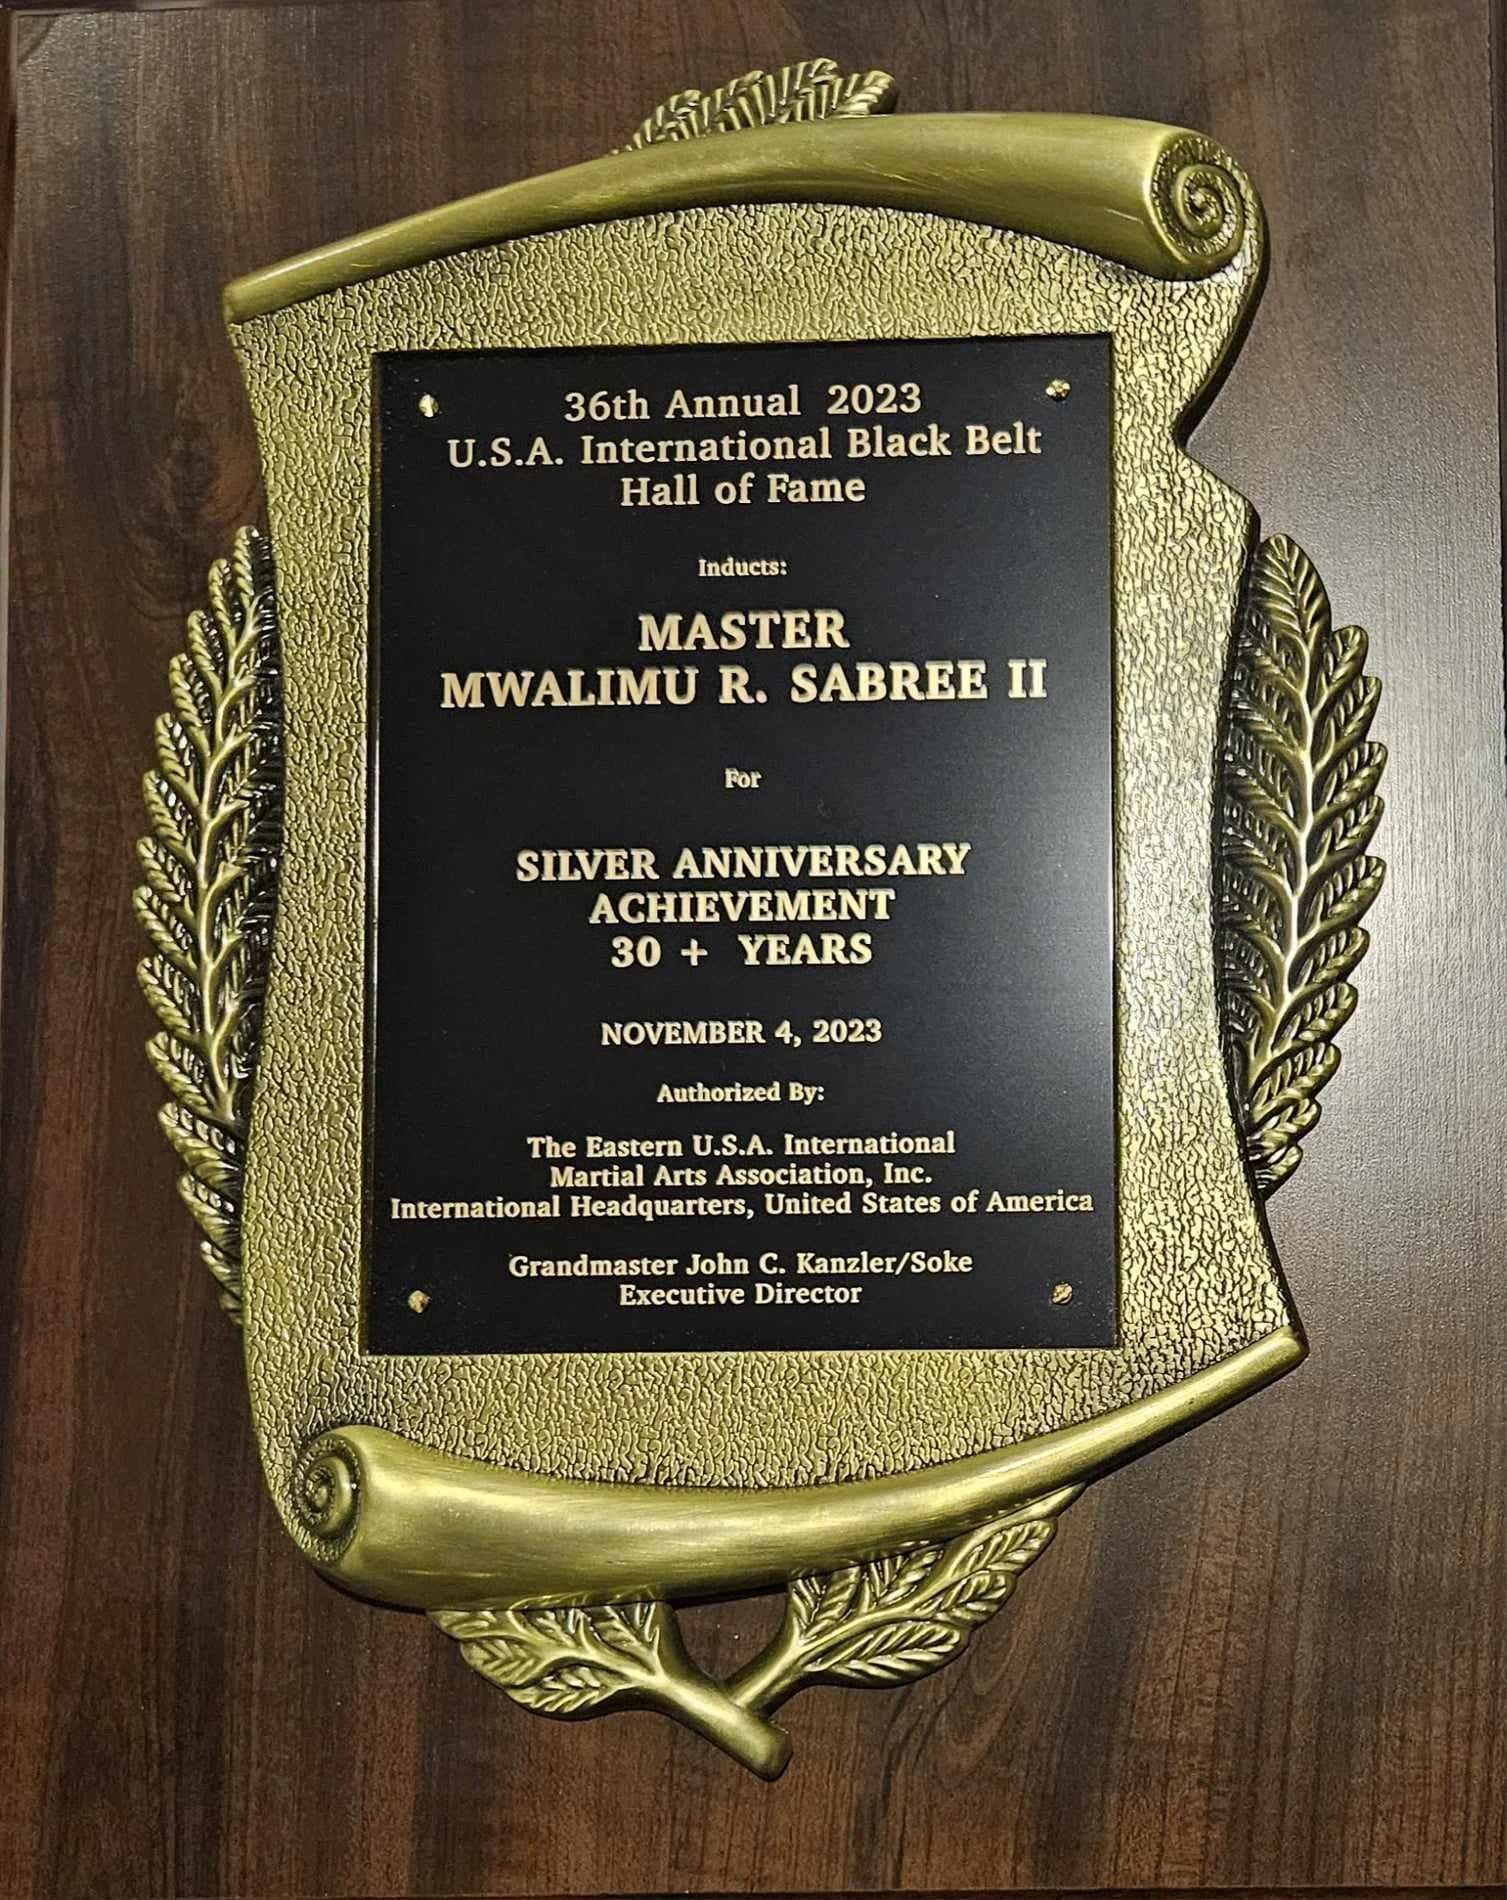 36th Annual 2023
U.S.A. International Black Belt
Hall of Fame
Inducts:
MASTER
MWALIMU R. SABREE II
For
SILVER ANNIVERSARY
ACHIEVEMENT
30 + YEARS
NOVEMBER 4, 2023
Authorized By:
The Eastern U.S.A. International
Martial Arts Association, Inc.
International Headquarters, United States of America
Grandmaster John C. Kanzler/Soke
Executive Director